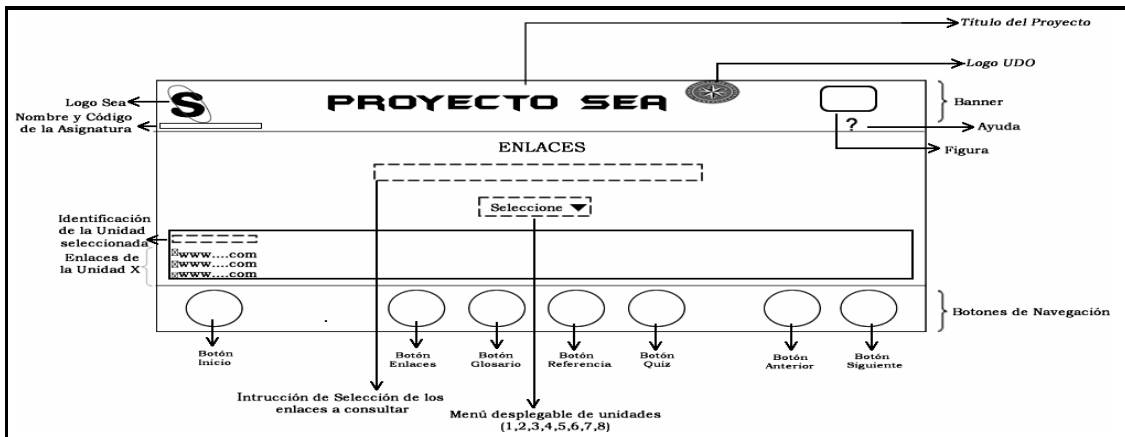 Título del Proyecto
Logo UDO
Logo Sea
S
PROYECTO SEA
Banner
Nombre y Código
de la Asignatura
?
Ayuda
Figura
ENLACES
Seleccione
Identificación
de la Unidad
seleccionada
Enlaces de
la Unidad X
www....com
www....com
www....com
Botones de Navegación
Botón
Inicio
Botón
Enlaces
Botón
Glosario
Botón
Referencia
Botón
Quiz
Botón
Anterior
Botón
Siguiente
Intrucción de Selección de los
enlaces a consultar
Menú desplegable de unidades
(1,2,3,4,5,6,7,8)